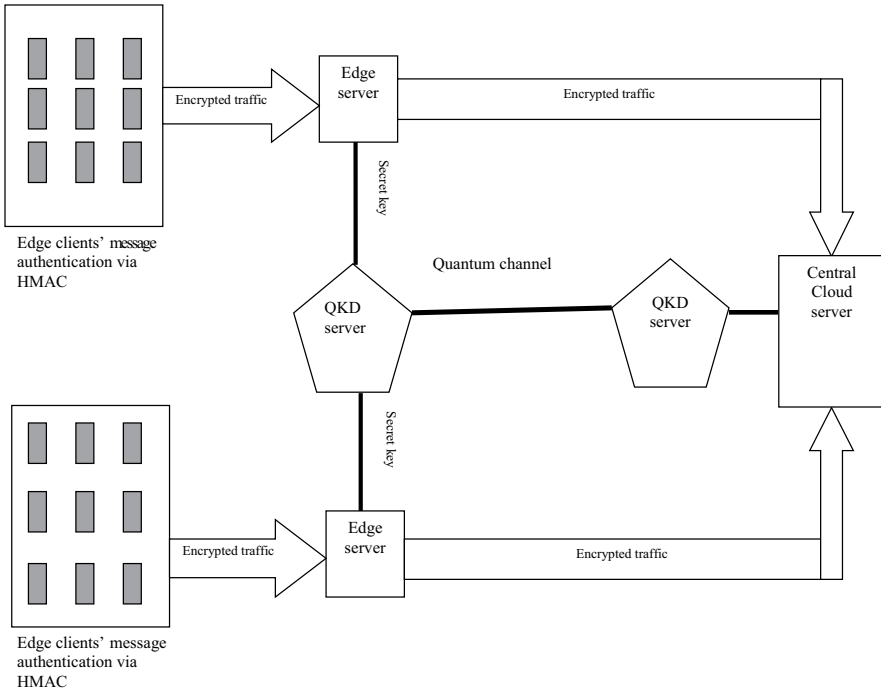 Edge
server
Encrypted traffic
Encrypted traffic
Secret key
Edge clients’ message
authentication via
HMAC
Quantum channel
Central
Cloud
server
QKD
server
QKD
server
Secret key
Edge
server
Encrypted traffic
Encrypted traffic
Edge clients’ message
authentication via
HMAC